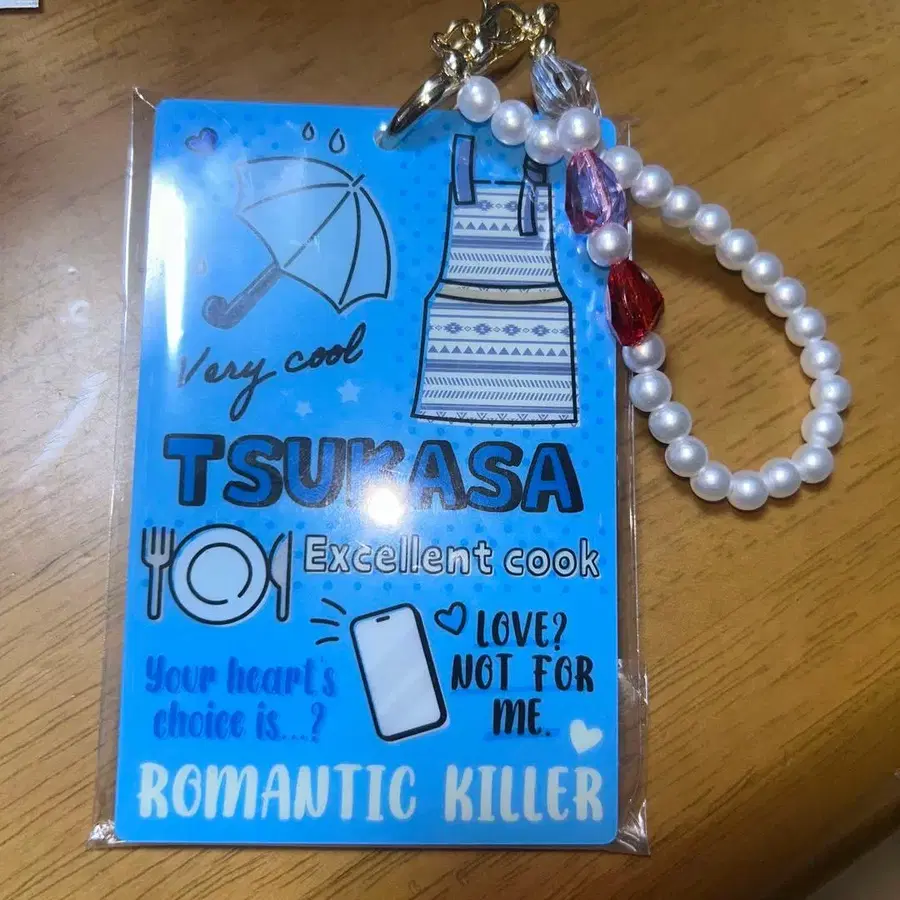 Very cool
TSUKASA
Excellent cook
LOVE?
NOT FOR
ME.
Your heart's
choice is...?
ROMANTIC KILLER